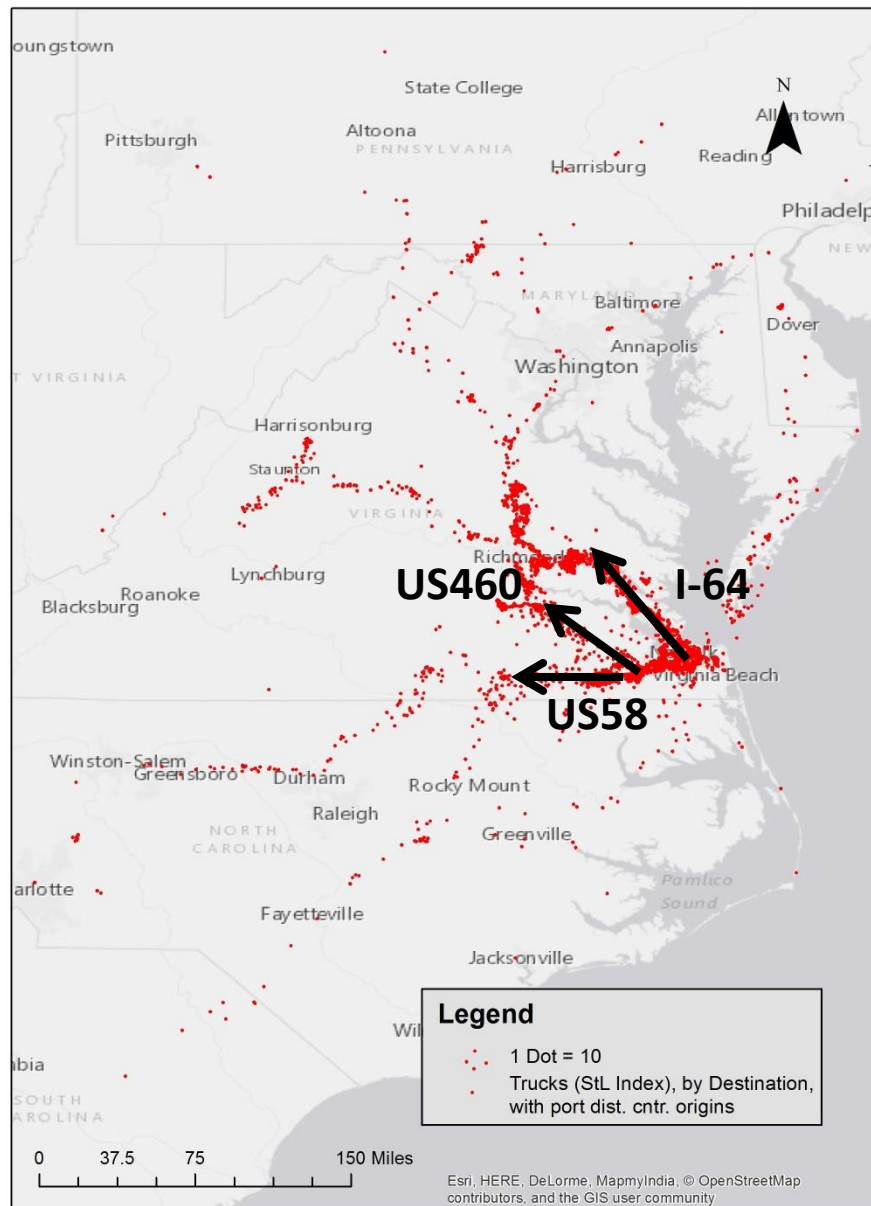 oungstown
State College
N
Allentown
Altoona
Pittsburgh
PENNSYLVANIA
Harrisburg
Reading
Philadelp
NEW
MARYLAND
Baltimore
Dover
Annapolis
Washington
T VIRGINIA
Harrisonburg
Staunton
VIRGINIA
Richmond
US460
I-64
Lynchburg
Roanoke
Blacksburg
Virginia Beach
US58
Winston-Salem
Greensboro
Durham
Rocky Mount
Raleigh
NORTH
CAROLINA
Greenville
arlotte
Pamlico
Sound
Fayetteville
Jacksonville
Legend
Wil
1 Dot = 10
Trucks (StL Index), by Destination,
with port dist. cntr. origins
bia
SOUTH
AROLINA
0 37.5 75 150 Miles
Esri, HERE, DeLorme, MapmyIndia, © OpenStreetMap
contributors, and the GIS user community